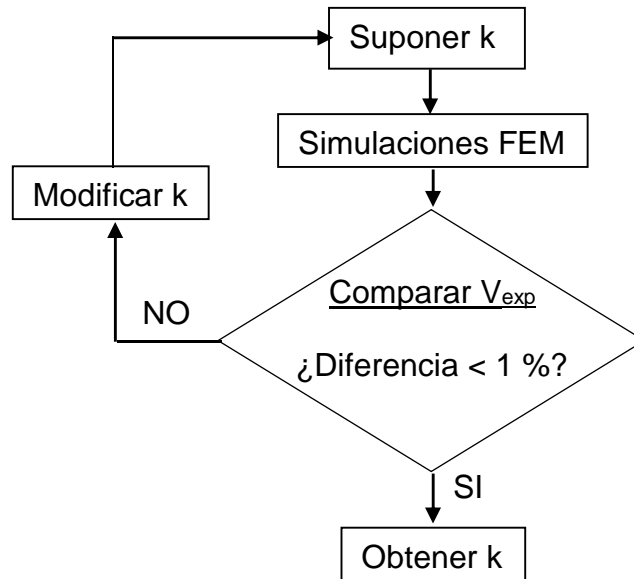 Suponer k
Simulaciones FEM
Modificar k
Comparar Vexp
NO
¿Diferencia < 1 %?
SI
Obtener k